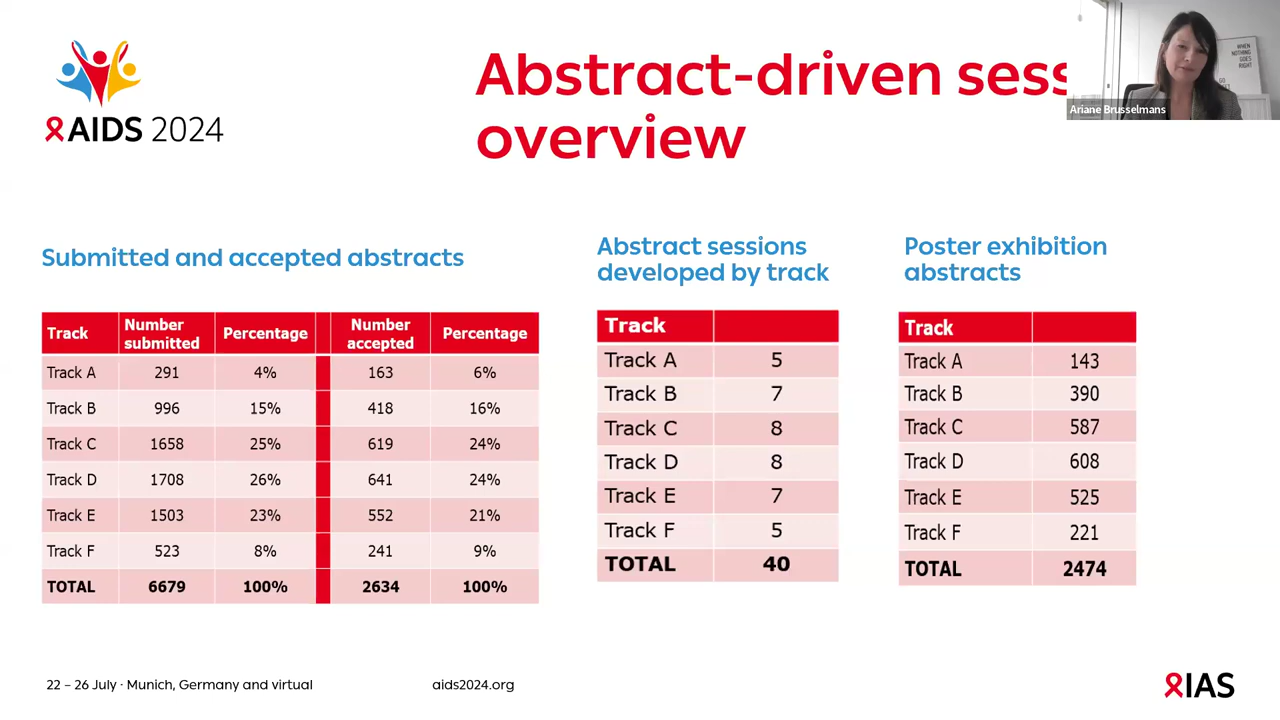 AIDS 2024
Abstract-driven sess
overview
WHEN
NOTHING
GOES
RIGHT
GO
Ariane Brusselmans
Submitted and accepted abstracts
Track Number submitted Percentage Number accepted Percentage
Track A 291 4% 163 6%
Track B 996 15% 418 16%
Track C 1658 25% 619 24%
Track D 1708 26% 641 24%
Track E 1503 23% 552 21%
Track F 523 8% 241 9%
TOTAL 6679 100% 2634 100%
Abstract sessions
developed by track
Track
Track A 5
Track B 7
Track C 8
Track D 8
Track E 7
Track F 5
TOTAL 40
Poster exhibition
abstracts
Track
Track A 143
Track B 390
Track C 587
Track D 608
Track E 525
Track F 221
TOTAL 2474
22 – 26 July · Munich, Germany and virtual
aids2024.org
IAS